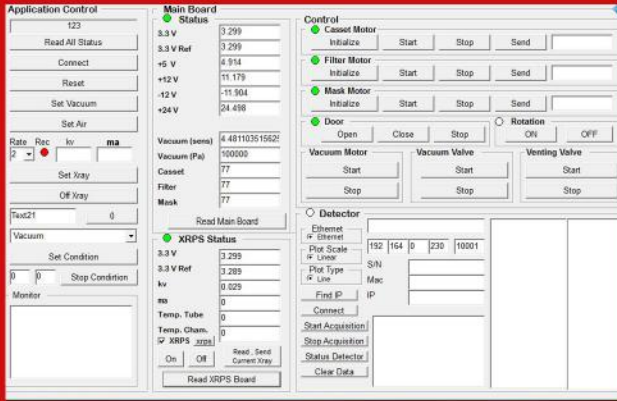 Application Control
123
Read All Status
Connect
Reset
Set Vacuum
Set Air
Rate Rec kv ma
2
Set Xray
Off Xray
Text21 0
Vacuum
Set Condition
0 0 Stop Condirtion
Monitor
Main Board
Status
3.3 V 3.299
3.3 V Ref 3.299
+5 V 4.914
+12 V 11.179
-12 V -11.904
+24 V 24.498
Vacuum (sens) 4.481103515625
Vacuum (Pa) 100000
Casset 77
Filter 77
Mask 77
Read Main Board
XRPS Status
3.3 V 3.299
3.3 V Ref 3.289
kv 0.029
ma 0
Temp. Tube 0
Temp. Cham. 0
XRPS xrps
On Off Read , Send Current Xray
Read XRPS Board
Control
Casset Motor
Initialize Start Stop Send
Filter Motor
Initialize Start Stop Send
Mask Motor
Initialize Start Stop Send
Door Rotation
Open Close Stop ON OFF
Vacuum Motor Vacuum Valve Venting Valve
Start Start Start
Stop Stop Stop
Detector
Ethernet
Ethernet
Plot Scale 192 164 0 230 10001
Linear
Plot Type S/N
Line Mac
Find IP IP
Connect
Start Acquisition
Stop Acquisition
Status Detector
Clear Data